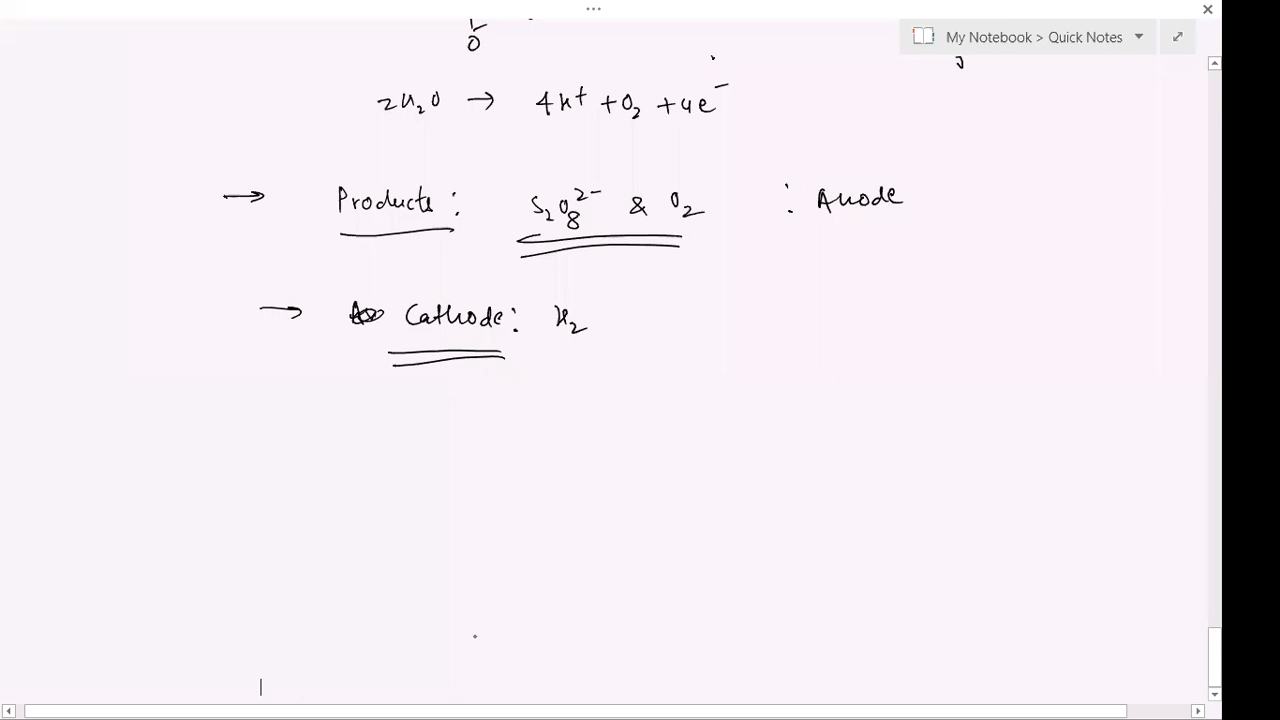 My Notebook > Quick Notes
O
2H₂O → 4H⁺ + O₂ + 4e⁻
→ Products : S₂O₈²⁻ & O₂ : Anode
→ Cathode : H₂